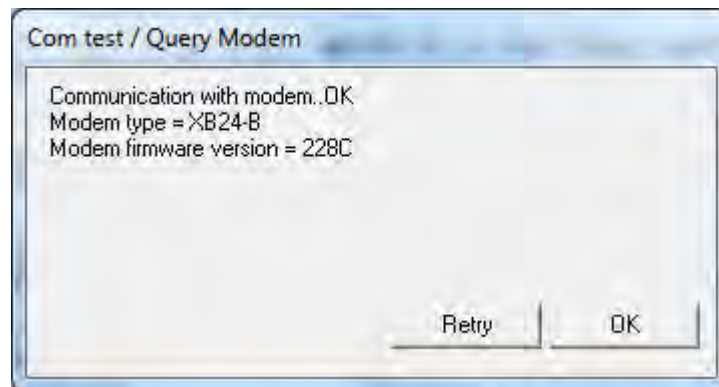 Com test / Query Modem
Communication with modem..OK
Modem type = XB24-B
Modem firmware version = 228C
Retry
OK